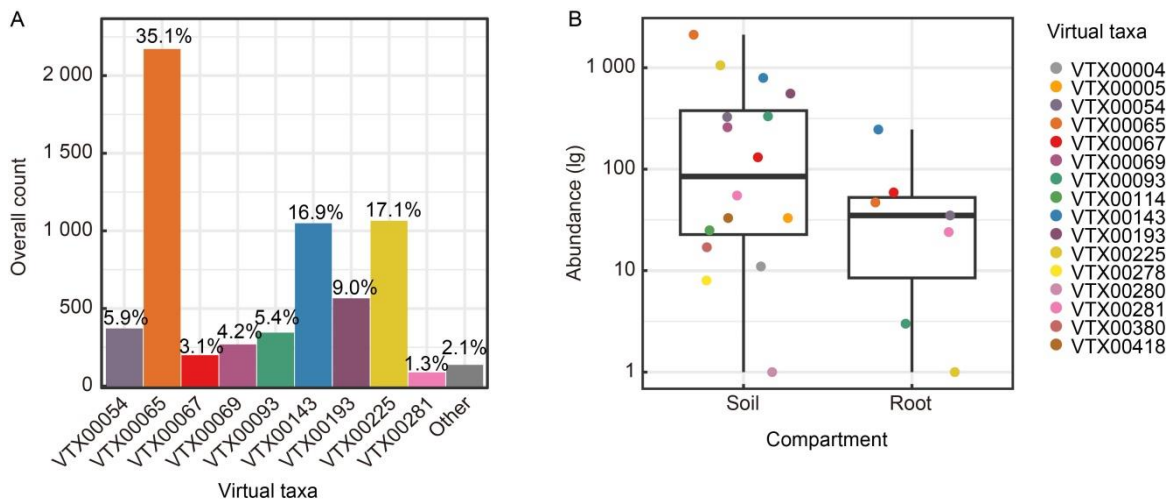 A
Overall count
2 000
1 500
1 000
500
0
5.9%
35.1%
3.1%
4.2%
5.4%
16.9%
9.0%
17.1%
1.3%
2.1%
VTX00054
VTX00065
VTX00067
VTX00069
VTX00093
VTX00143
VTX00193
VTX00225
VTX00281
Other
Virtual taxa
B
Abundance (lg)
1 000
100
10
1
Soil
Root
Compartment
Virtual taxa
VTX00004
VTX00005
VTX00054
VTX00065
VTX00067
VTX00069
VTX00093
VTX00114
VTX00143
VTX00193
VTX00225
VTX00278
VTX00280
VTX00281
VTX00380
VTX00418